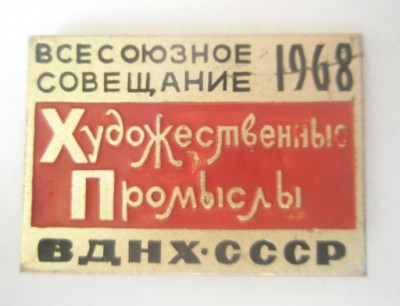 ВСЕСОЮЗНОЕ 1968
СОВЕЩАНИЕ
Художественные
Промыслы
ВДНХ·СССР